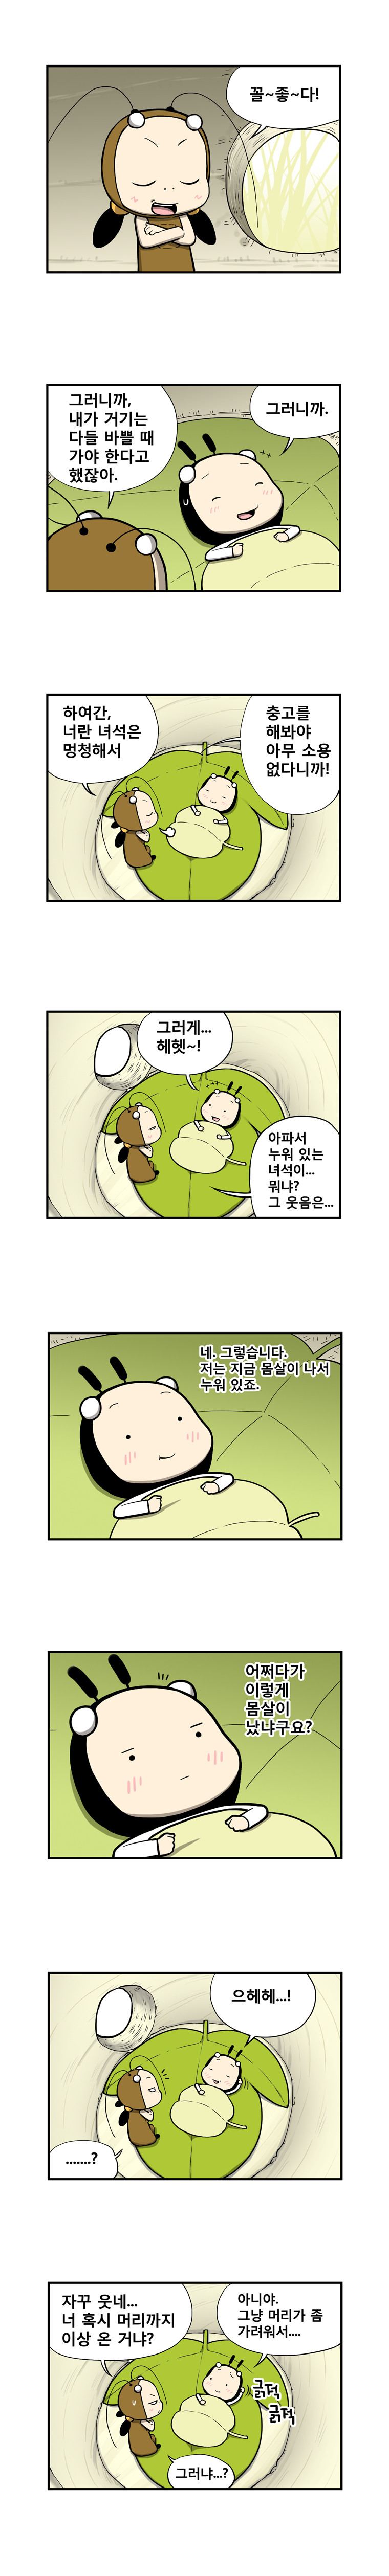 꼴~좋~다!
그러니까,
내가 거기는
다들 바쁠 때
가야 한다고
했잖아.
그러니까.
하여간,
너란 녀석은
멍청해서
충고를
해봐야
아무 소용
없다니까!
그러게...
헤헷~!
아파서
누워 있는
녀석이...
뭐냐?
그 웃음은...
네. 그렇습니다.
저는 지금 몸살이 나서
누워 있죠.
어쩌다가
이렇게
몸살이
났냐구요?
으헤헤...!
.......?
자꾸 웃네...
너 혹시 머리까지
이상 온 거냐?
아니야.
그냥 머리가 좀
가려워서....
긁적
긁적
그러냐...?